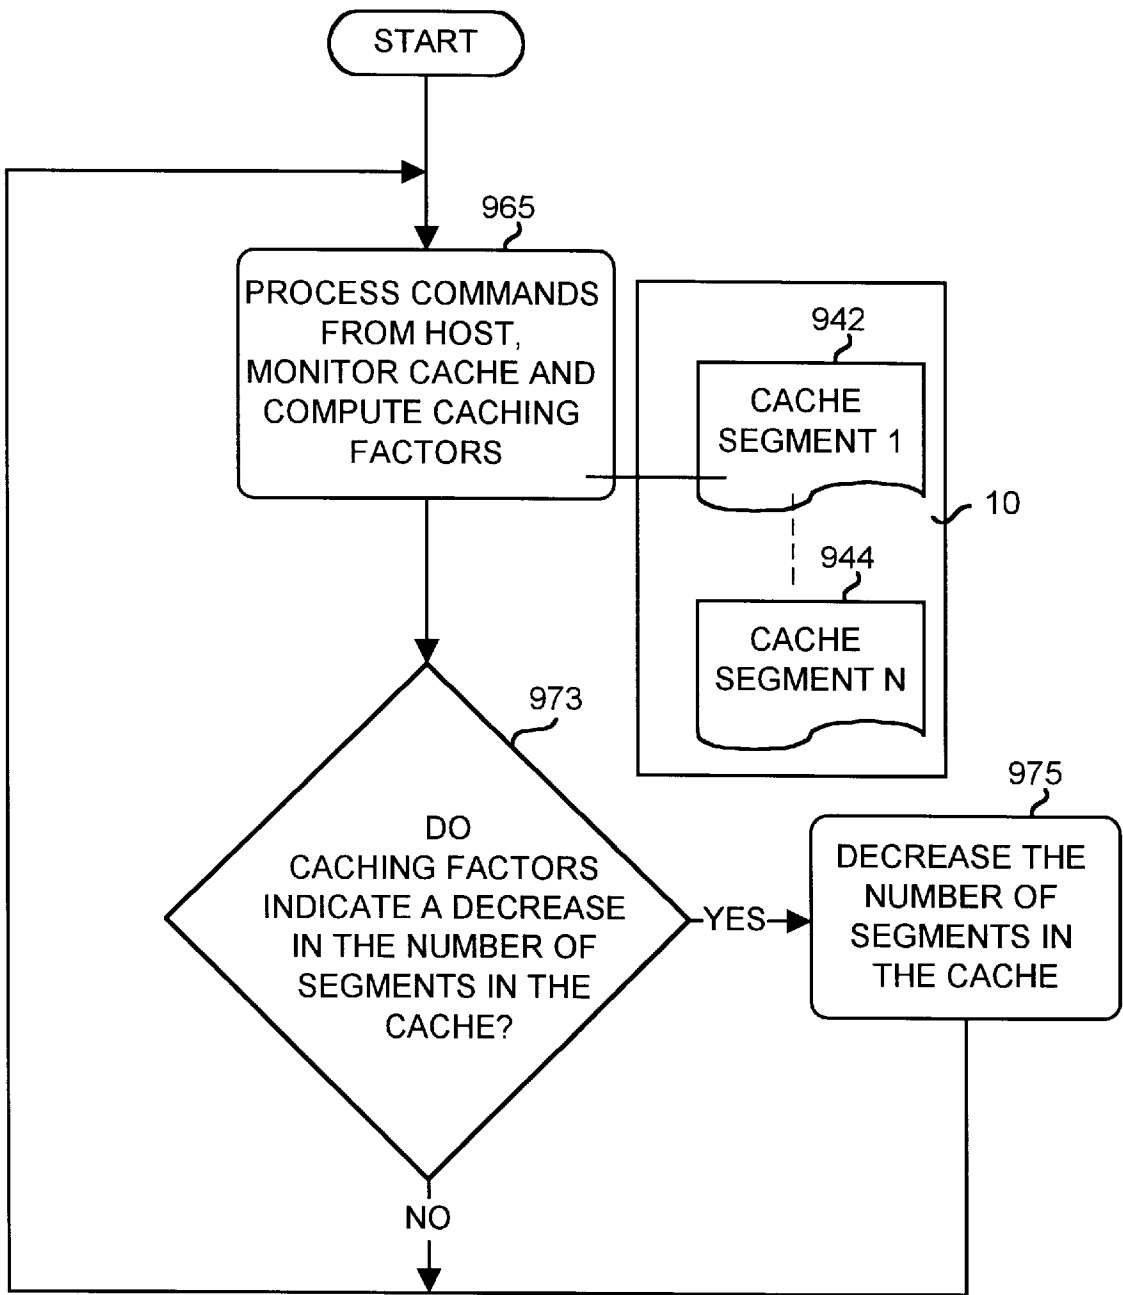 START
965
PROCESS COMMANDS
FROM HOST,
MONITOR CACHE AND
COMPUTE CACHING
FACTORS
942
CACHE
SEGMENT 1
10
944
CACHE
SEGMENT N
973
DO
CACHING FACTORS
INDICATE A DECREASE
IN THE NUMBER OF
SEGMENTS IN THE
CACHE?
YES
975
DECREASE THE
NUMBER OF
SEGMENTS IN
THE CACHE
NO